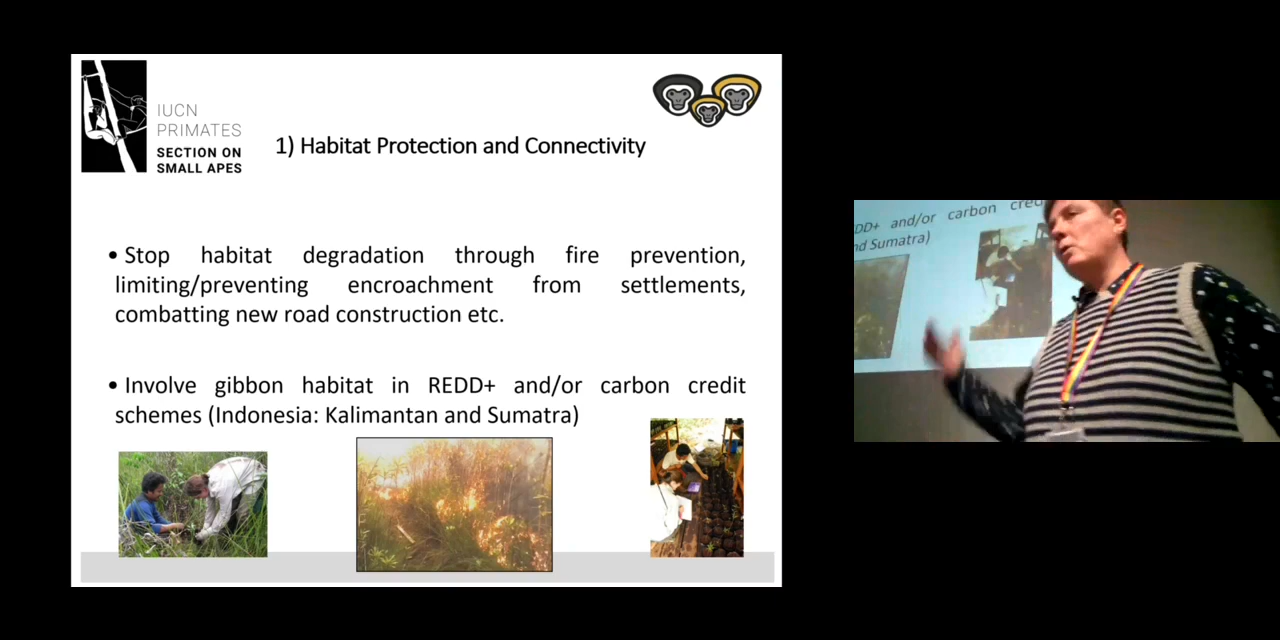 IUCN
PRIMATES
SECTION ON
SMALL APES
1) Habitat Protection and Connectivity
• Stop habitat degradation through fire prevention,
limiting/preventing encroachment from settlements,
combatting new road construction etc.
• Involve gibbon habitat in REDD+ and/or carbon credit
schemes (Indonesia: Kalimantan and Sumatra)
DD+ and/or carbon cre
nd Sumatra)